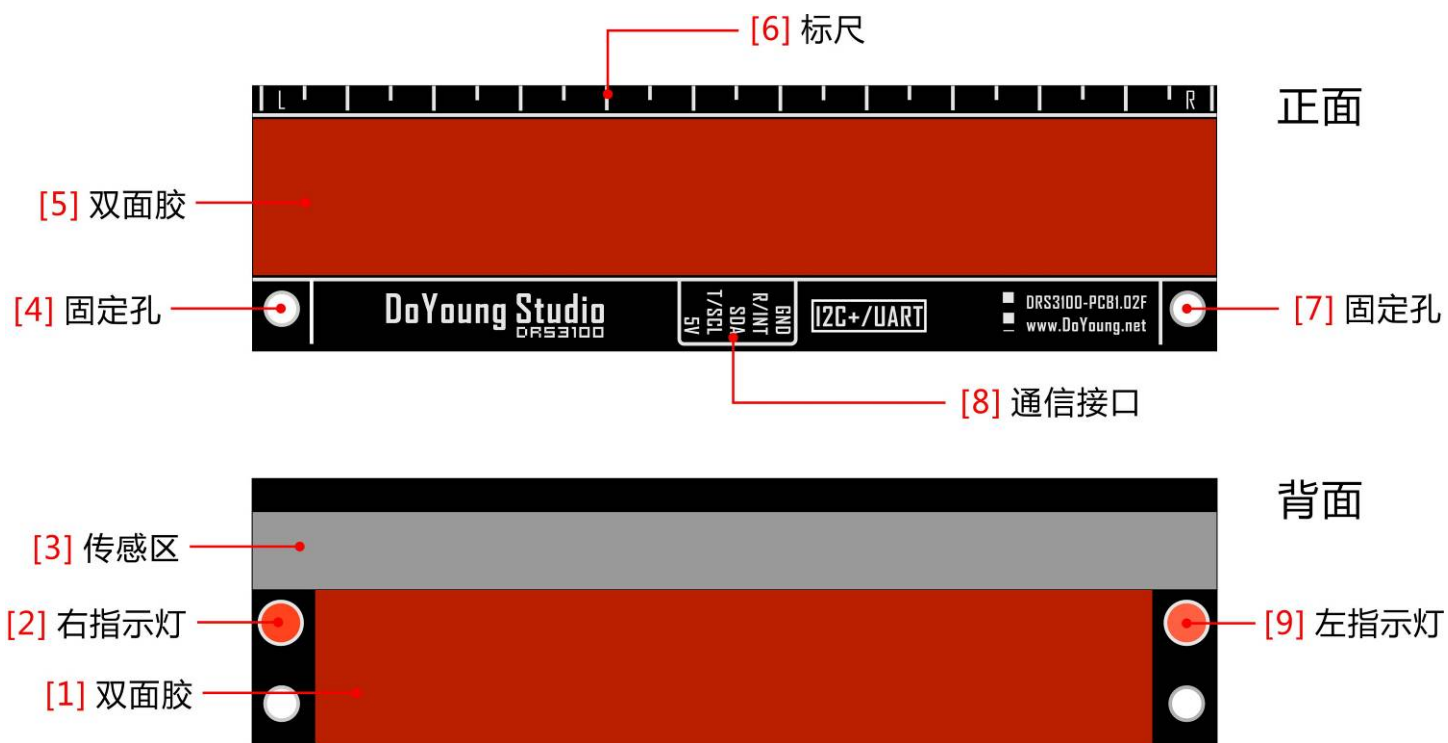 [6] 标尺
L
R
正面
[5] 双面胶
[4] 固定孔
DoYoung Studio
DRS3100
5V
T/SCL
SDA
R/INT
GND
I2C+/UART
DRS3100-PCB1.02F
www.DoYoung.net
[7] 固定孔
[8] 通信接口
背面
[3] 传感区
[2] 右指示灯
[9] 左指示灯
[1] 双面胶